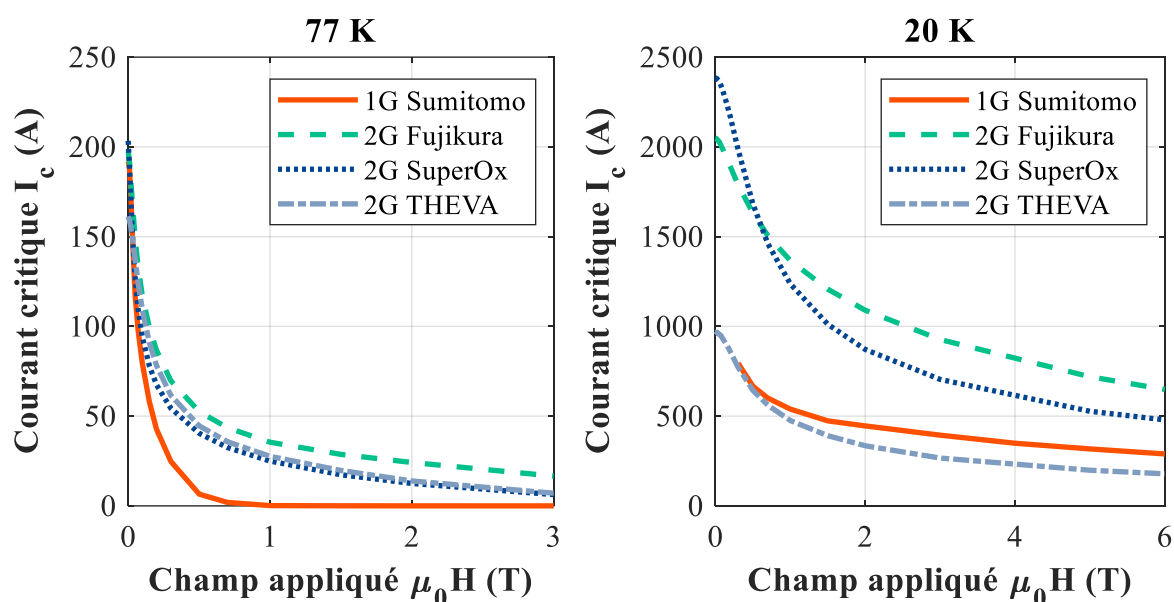 77 K
250
200
150
100
50
0
0 1 2 3
Courant critique I_c (A)
Champ appliqué μ_0H (T)
1G Sumitomo
2G Fujikura
2G SuperOx
2G THEVA
20 K
2500
2000
1500
1000
500
0
0 2 4 6
Courant critique I_c (A)
Champ appliqué μ_0H (T)
1G Sumitomo
2G Fujikura
2G SuperOx
2G THEVA